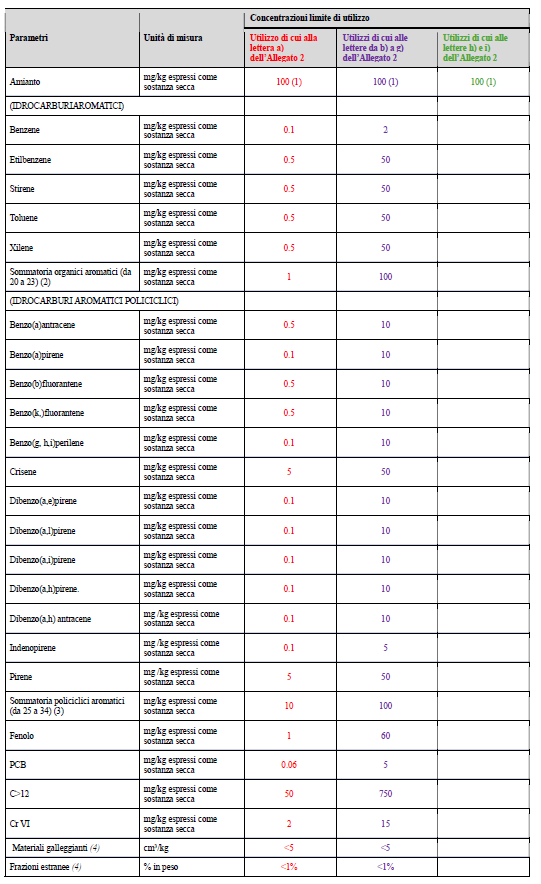 Concentrazioni limite di utilizzo
Parametri Unità di misura Utilizzo di cui alla lettera a) dell'Allegato 2 Utilizzi di cui alle lettere da b) a g) dell'Allegato 2 Utilizzi di cui alle lettere h) e i) dell'Allegato 2
Amianto mg/kg espressi come sostanza secca 100 (1) 100 (1) 100 (1)
(IDROCARBURIAROMATICI)
Benzene mg/kg espressi come sostanza secca 0.1 2
Etilbenzene mg/kg espressi come sostanza secca 0.5 50
Stirene mg/kg espressi come sostanza secca 0.5 50
Toluene mg/kg espressi come sostanza secca 0.5 50
Xilene mg/kg espressi come sostanza secca 0.5 50
Sommatoria organici aromatici (da 20 a 23) (2) mg/kg espressi come sostanza secca 1 100
(IDROCARBURI AROMATICI POLICICLICI)
Benzo(a)antracene mg/kg espressi come sostanza secca 0.5 10
Benzo(a)pirene mg/kg espressi come sostanza secca 0.1 10
Benzo(b)fluorantene mg/kg espressi come sostanza secca 0.5 10
Benzo(k,)fluorantene mg/kg espressi come sostanza secca 0.5 10
Benzo(g, h,i)perilene mg/kg espressi come sostanza secca 0.1 10
Crisene mg/kg espressi come sostanza secca 5 50
Dibenzo(a,e)pirene mg/kg espressi come sostanza secca 0.1 10
Dibenzo(a,l)pirene mg/kg espressi come sostanza secca 0.1 10
Dibenzo(a,i)pirene mg/kg espressi come sostanza secca 0.1 10
Dibenzo(a,h)pirene. mg/kg espressi come sostanza secca 0.1 10
Dibenzo(a,h) antracene mg /kg espressi come sostanza secca 0.1 10
Indenopirene mg /kg espressi come sostanza secca 0.1 5
Pirene mg /kg espressi come sostanza secca 5 50
Sommatoria policiclici aromatici (da 25 a 34) (3) mg/kg espressi come sostanza secca 10 100
Fenolo mg/kg espressi come sostanza secca 1 60
PCB mg/kg espressi come sostanza secca 0.06 5
C>12 mg/kg espressi come sostanza secca 50 750
Cr VI mg/kg espressi come sostanza secca 2 15
Materiali galleggianti (4) cm³/kg <5 <5
Frazioni estranee (4) % in peso <1% <1%